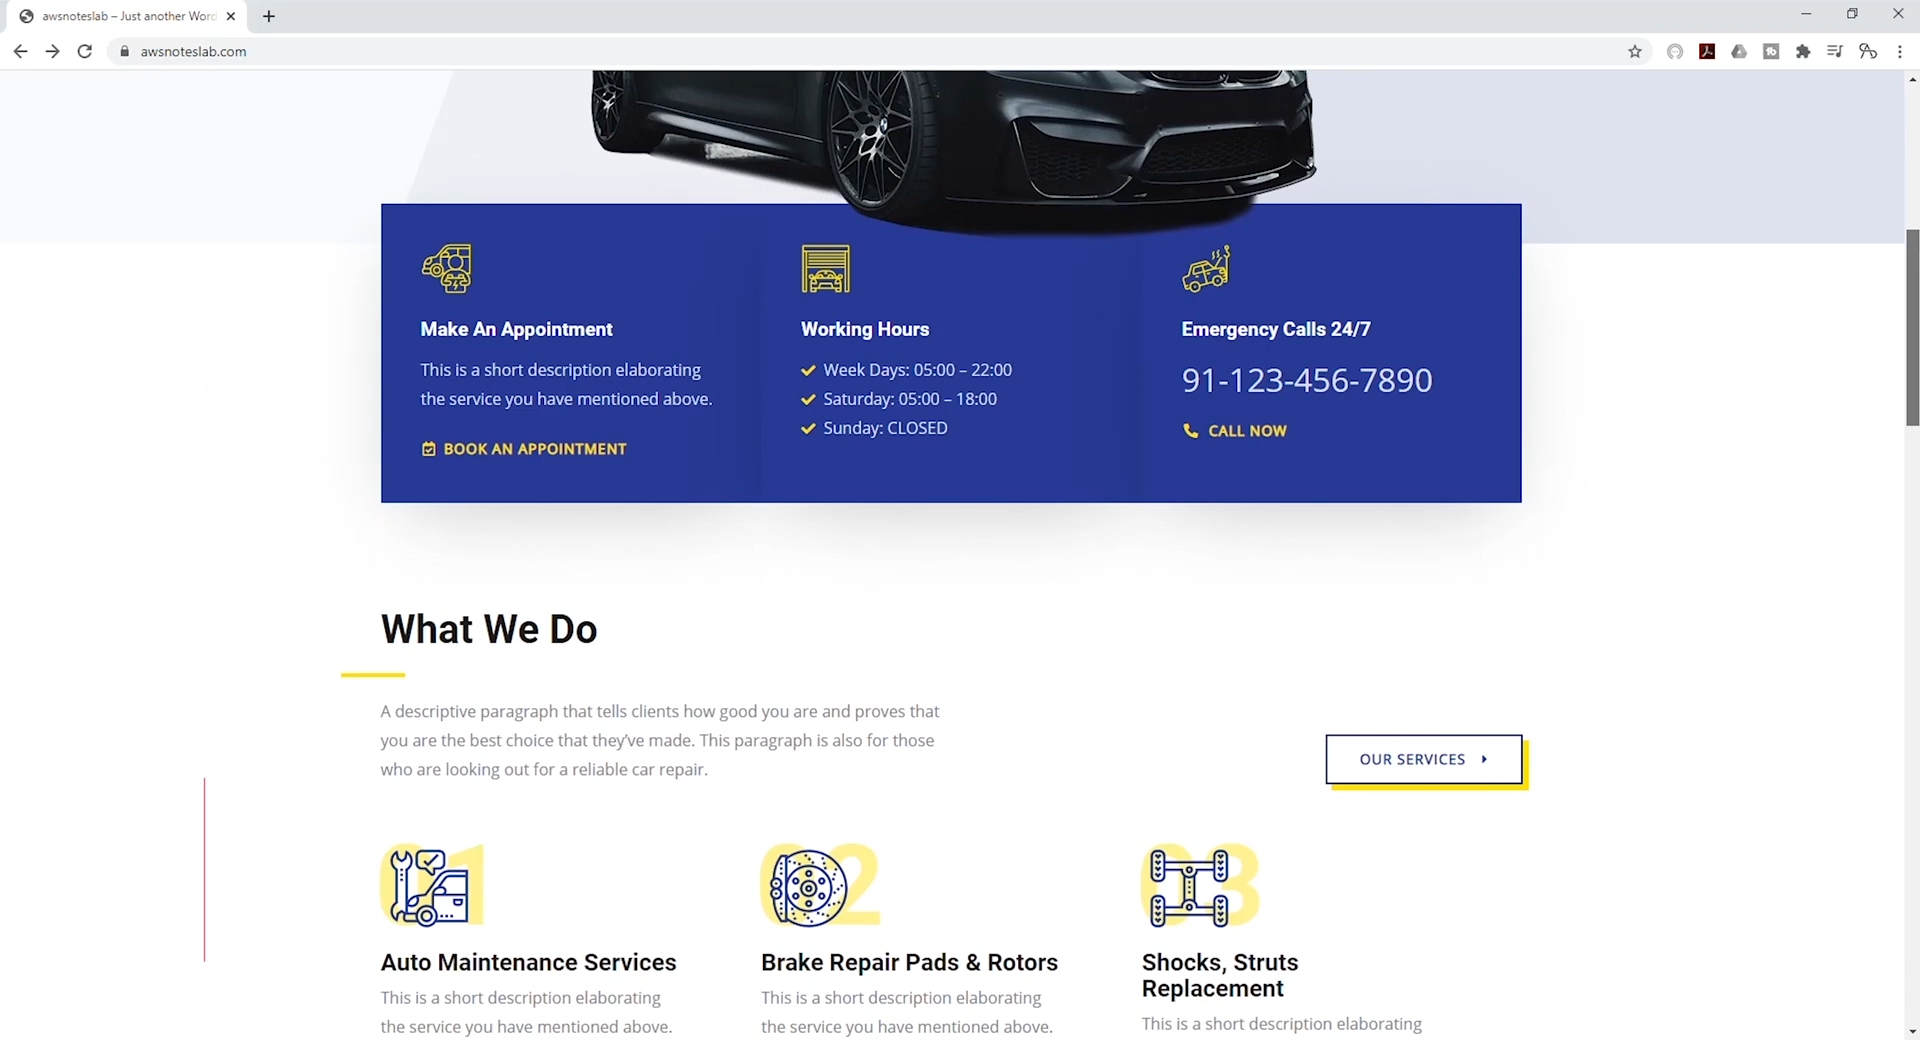 awsnoteslab – Just another Word
awsnoteslab.com
Make An Appointment
This is a short description elaborating
the service you have mentioned above.
BOOK AN APPOINTMENT
Working Hours
Week Days: 05:00 – 22:00
Saturday: 05:00 – 18:00
Sunday: CLOSED
Emergency Calls 24/7
91-123-456-7890
CALL NOW
What We Do
A descriptive paragraph that tells clients how good you are and proves that
you are the best choice that they’ve made. This paragraph is also for those
who are looking out for a reliable car repair.
OUR SERVICES
01
Auto Maintenance Services
This is a short description elaborating
the service you have mentioned above.
02
Brake Repair Pads & Rotors
This is a short description elaborating
the service you have mentioned above.
03
Shocks, Struts
Replacement
This is a short description elaborating